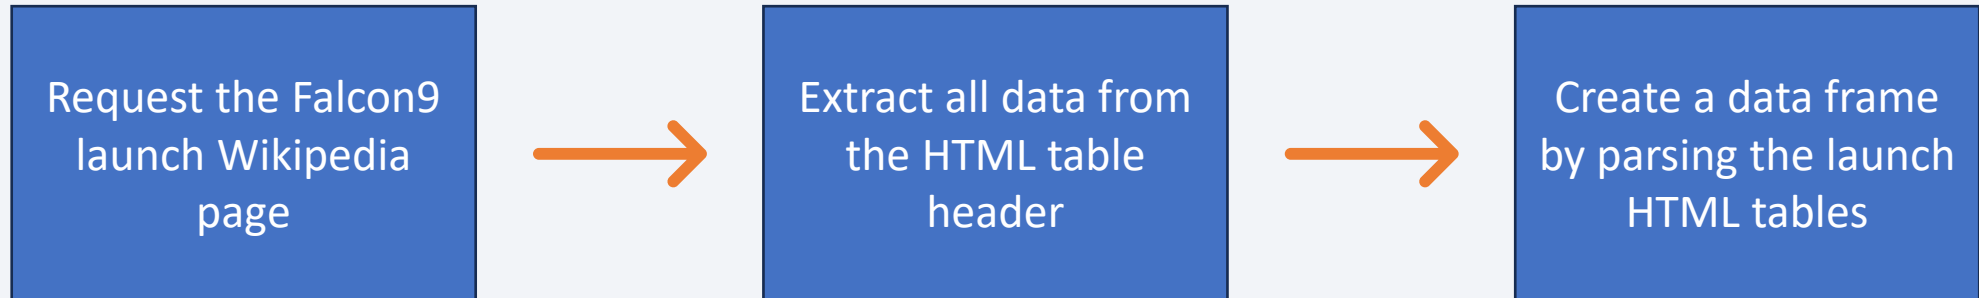 Request the Falcon9
launch Wikipedia
page
Extract all data from
the HTML table
header
Create a data frame
by parsing the launch
HTML tables